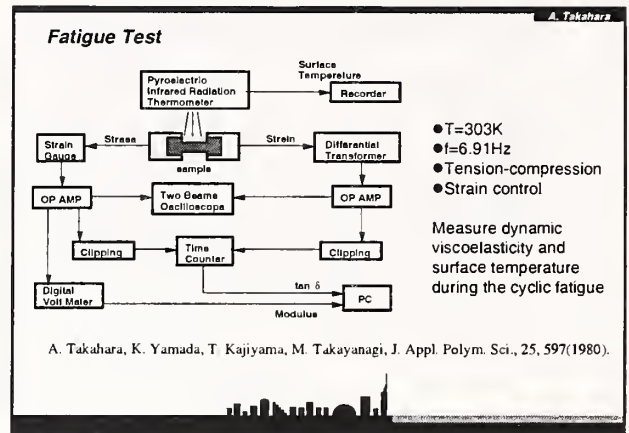 A. Takahara
Fatigue Test
Surface
Temperature
Pyroelectric
Infrared Radiation
Thermometer
Recorder
Stress
Strain
Strain
Gauge
sample
Differential
Transformer
OP AMP
Two Beams
Oscilloscope
OP AMP
Clipping
Time
Counter
Clipping
Digital
Volt Meter
tan δ
PC
Modulus
●T=303K
●f=6.91Hz
●Tension-compression
●Strain control
Measure dynamic
viscoelasticity and
surface temperature
during the cyclic fatigue
A. Takahara, K. Yamada, T. Kajiyama, M. Takayanagi, J. Appl. Polym. Sci., 25, 597(1980).